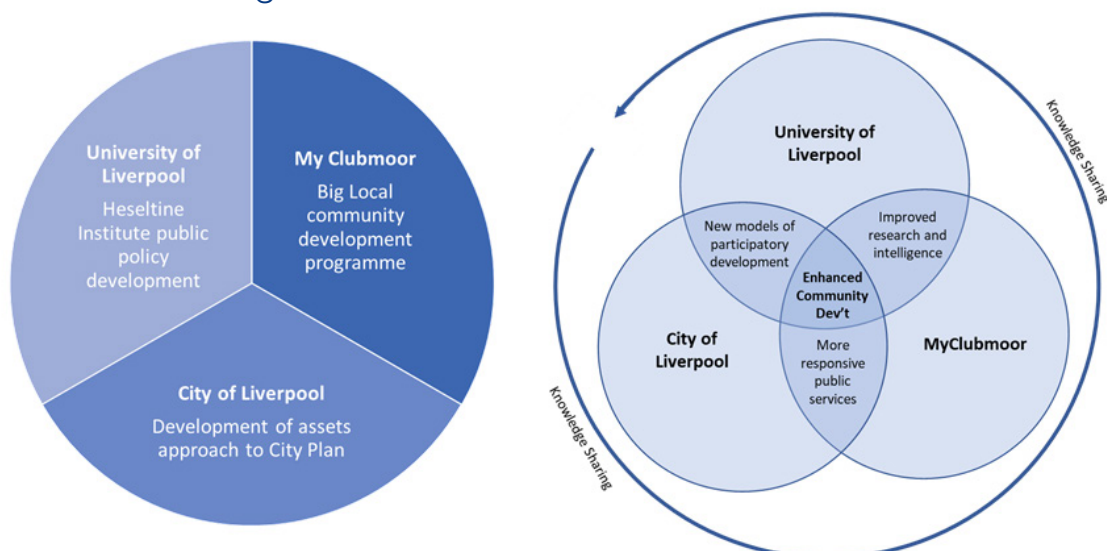 University of
Liverpool
Heseltine
Institute public
policy
development
My Clubmoor
Big Local
community
development
programme
City of Liverpool
Development of assets
approach to City Plan
University of
Liverpool
New models of
participatory
development
Improved
research and
intelligence
Enhanced
Community
Dev't
City of
Liverpool
More
responsive
public
services
MyClubmoor
Knowledge Sharing
Knowledge Sharing